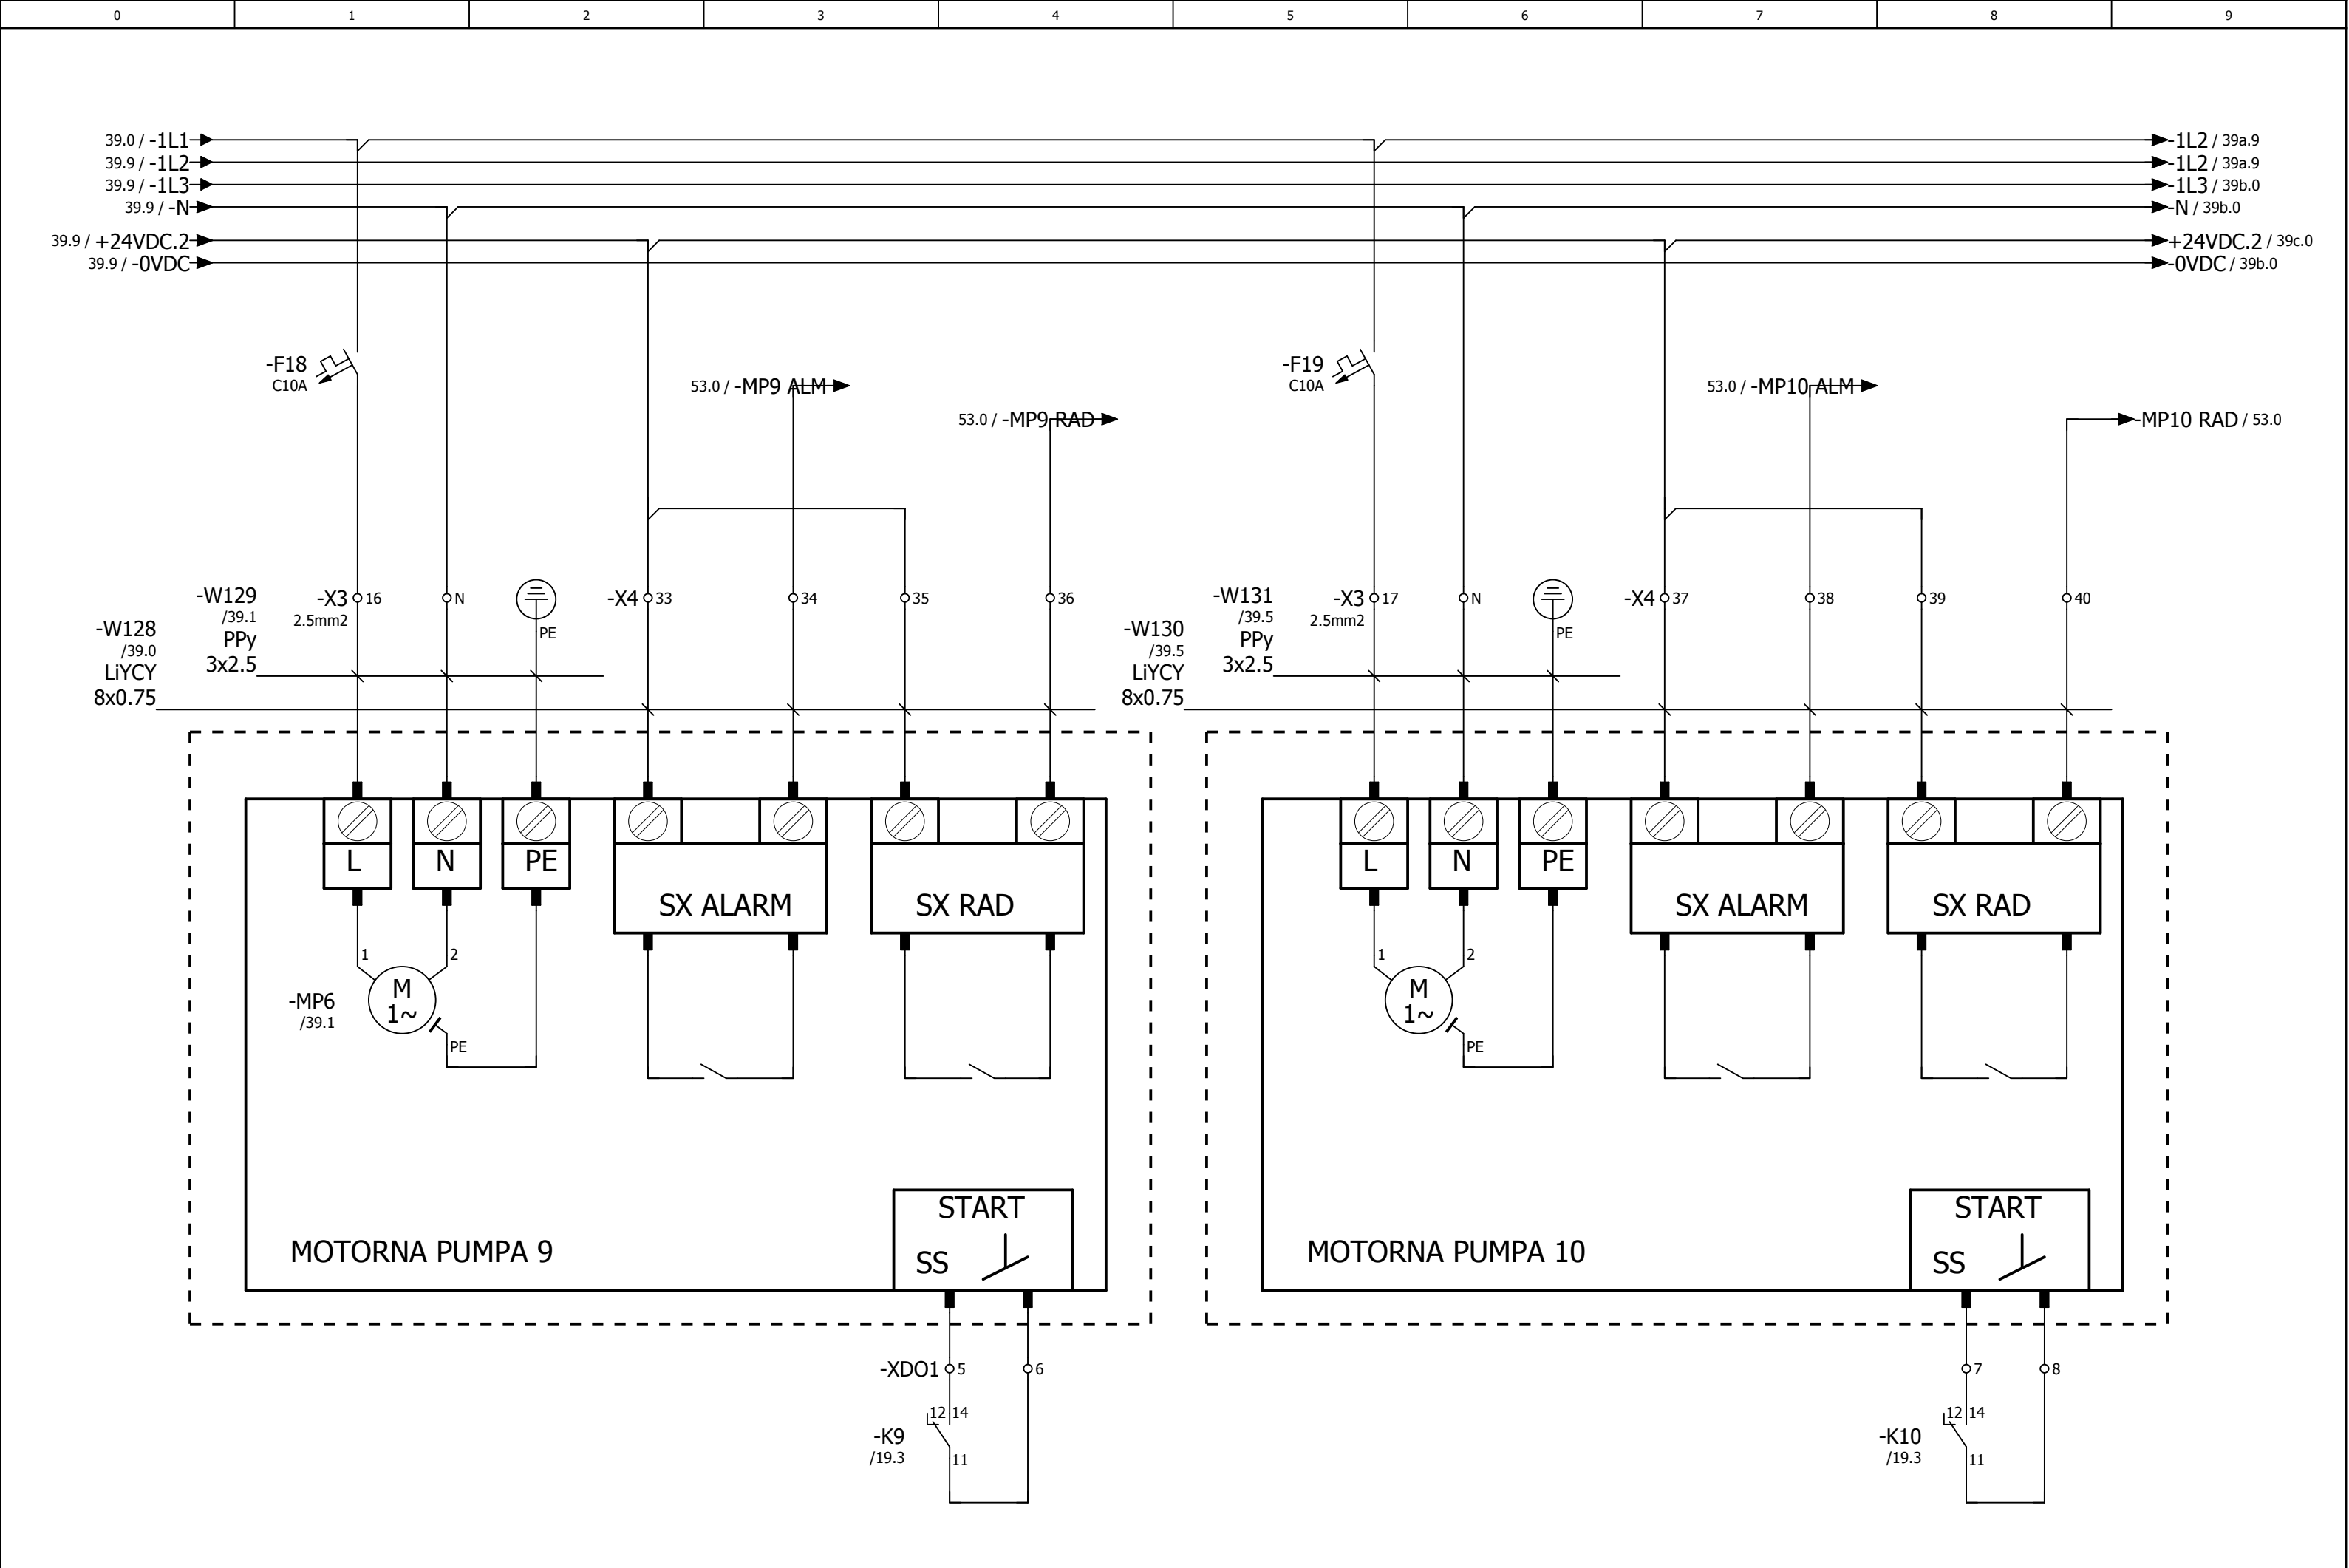 0 1 2 3 4 5 6 7 8 9
39.0 / -1L1 -1L2 / 39a.9
39.9 / -1L2 -1L2 / 39a.9
39.9 / -1L3 -1L3 / 39b.0
39.9 / -N -N / 39b.0
39.9 / +24VDC.2 +24VDC.2 / 39c.0
39.9 / -0VDC -0VDC / 39b.0
-F18
C10A
53.0 / -MP9 ALM
53.0 / -MP9 RAD
-F19
C10A
53.0 / -MP10 ALM
-MP10 RAD / 53.0
-W129
/39.1
PPy
3x2.5
-W128
/39.0
LiYCY
8x0.75
-X3 16 N
2.5mm2
PE
-X4 33 34 35 36
-W131
/39.5
PPy
3x2.5
-W130
/39.5
LiYCY
8x0.75
-X3 17 N
2.5mm2
PE
-X4 37 38 39 40
L N PE
SX ALARM SX RAD
1 2
M
1~
-MP6
/39.1
PE
START
SS
MOTORNA PUMPA 9
-XDO1 5 6
12 14
-K9
/19.3
11
L N PE
SX ALARM SX RAD
1 2
M
1~
PE
START
SS
MOTORNA PUMPA 10
7 8
12 14
-K10
/19.3
11